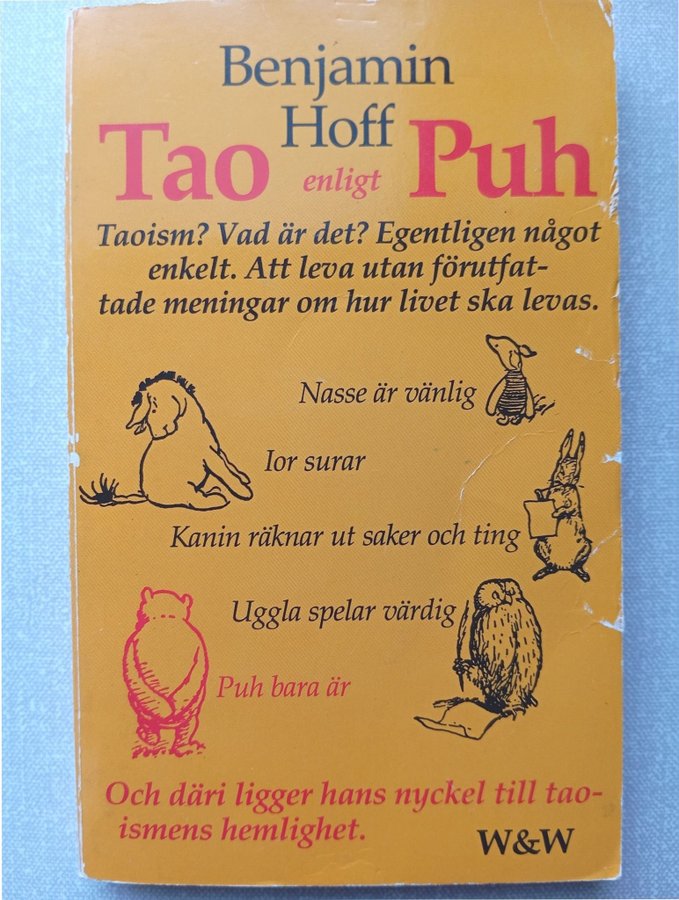 Benjamin
Hoff
Tao enligt Puh
Taoism? Vad är det? Egentligen något
enkelt. Att leva utan förutfat-
tade meningar om hur livet ska levas.
Nasse är vänlig
Ior surar
Kanin räknar ut saker och ting
Uggla spelar värdig
Puh bara är
Och däri ligger hans nyckel till tao-
ismens hemlighet.
W&W